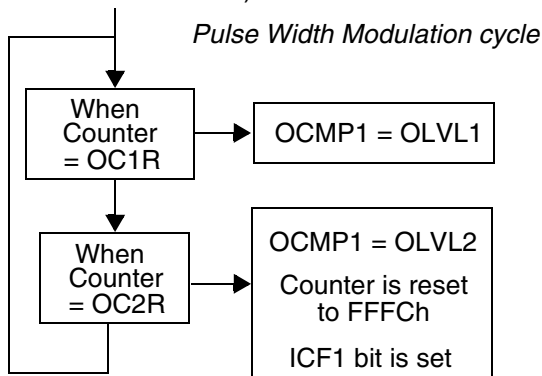 Pulse Width Modulation cycle
When
Counter
= OC1R
OCMP1 = OLVL1
When
Counter
= OC2R
OCMP1 = OLVL2
Counter is reset
to FFFCh
ICF1 bit is set